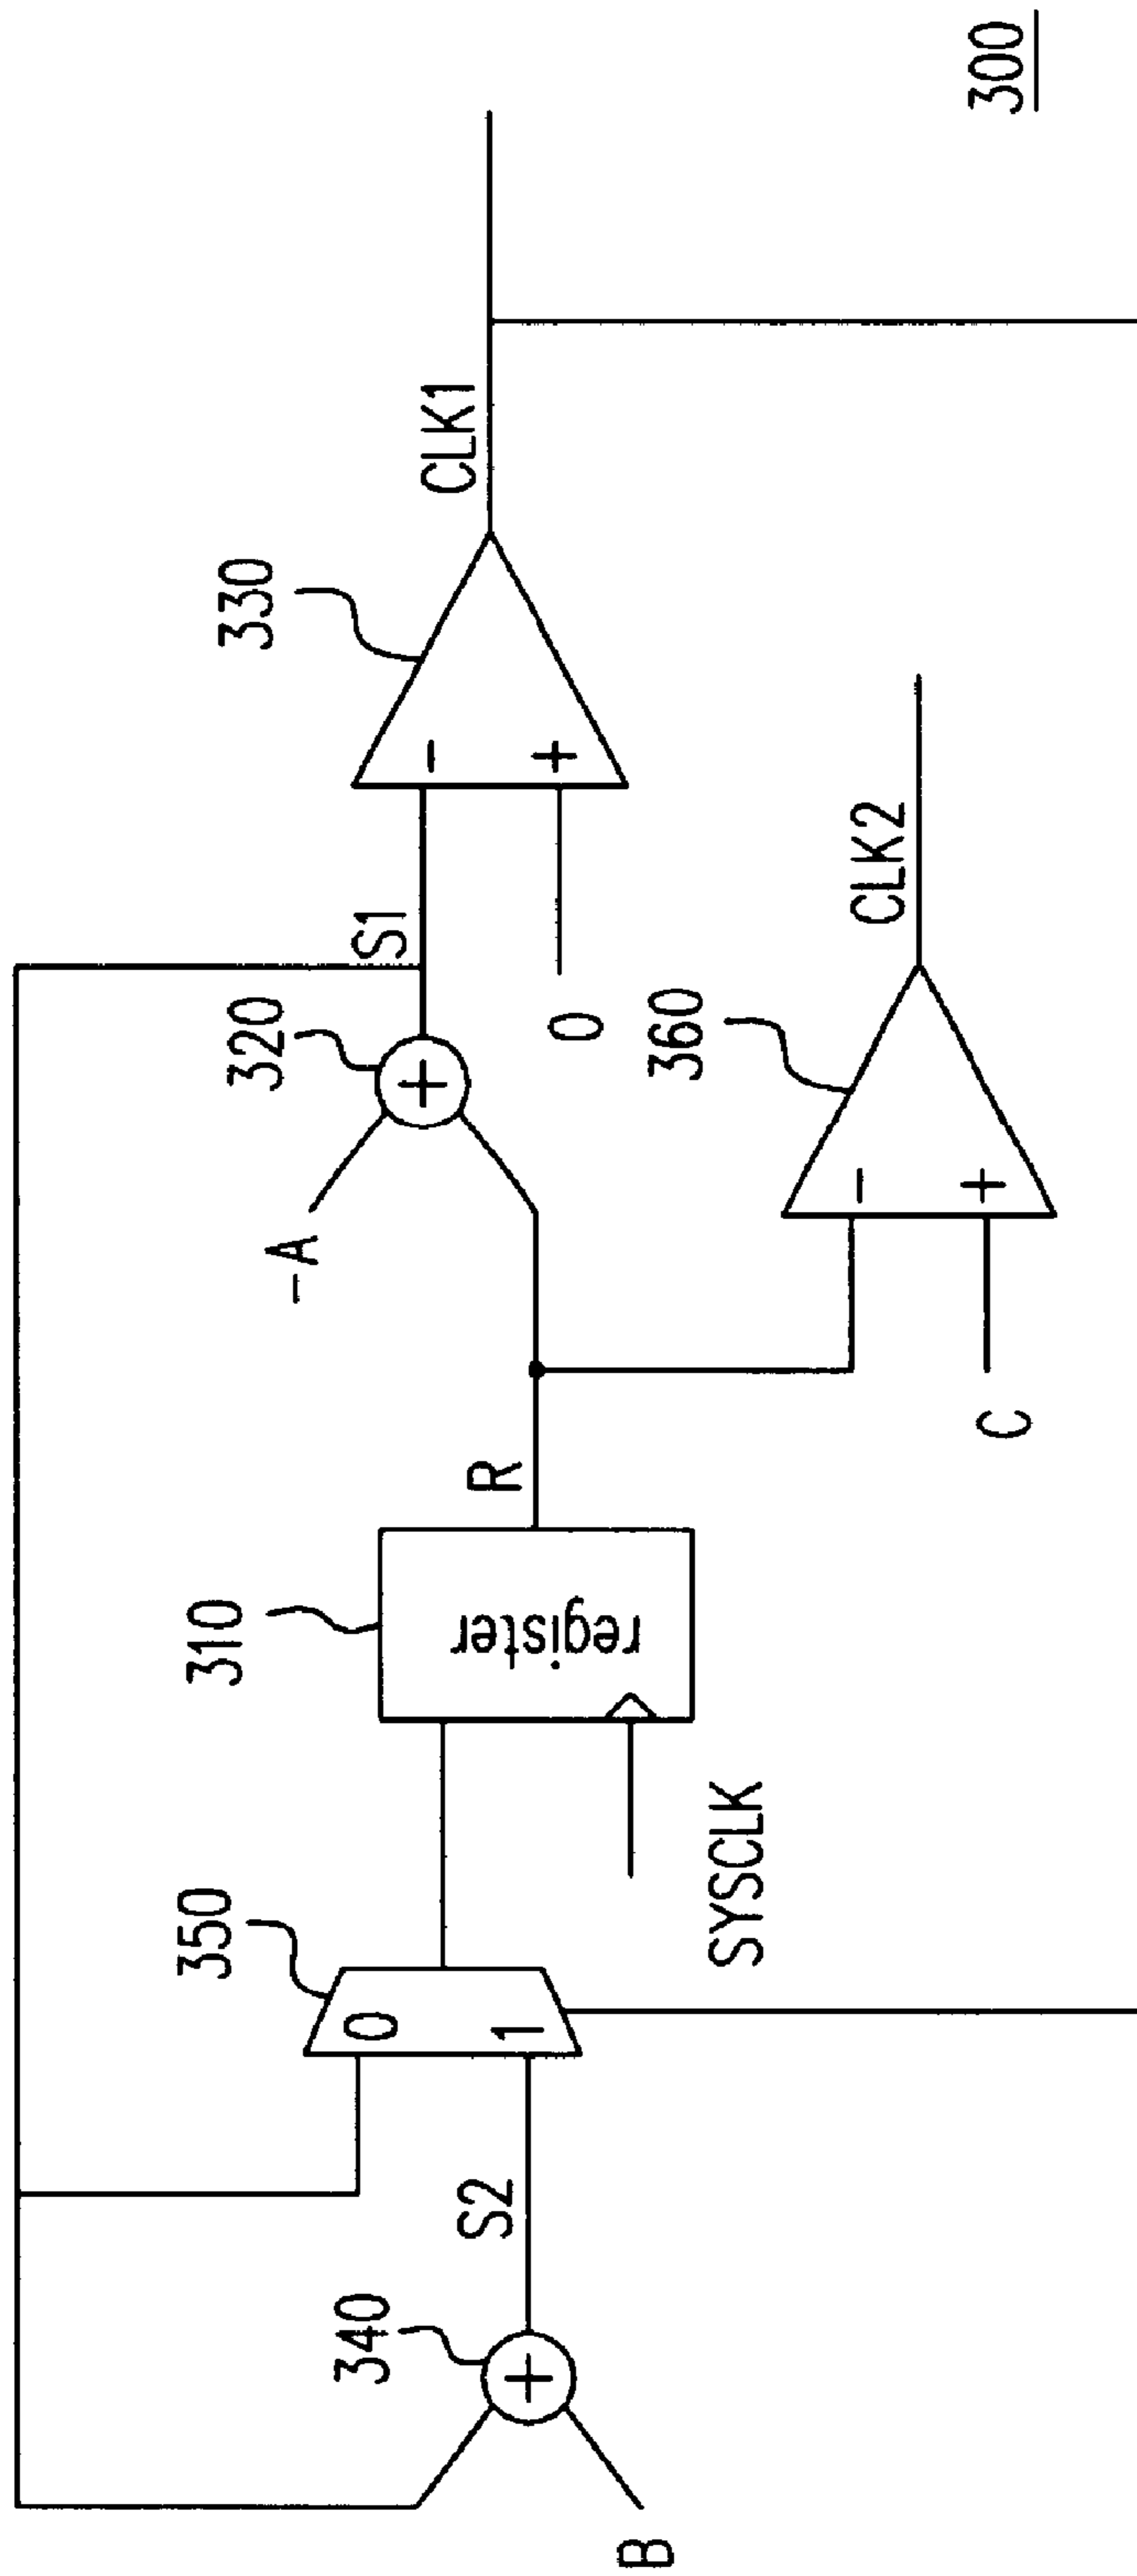 300
330
CLK1
320
S1
-
+
+
-A
0
360
CLK2
-
+
C
310
R
register
SYSCLK
350
0
1
S2
340
+
B